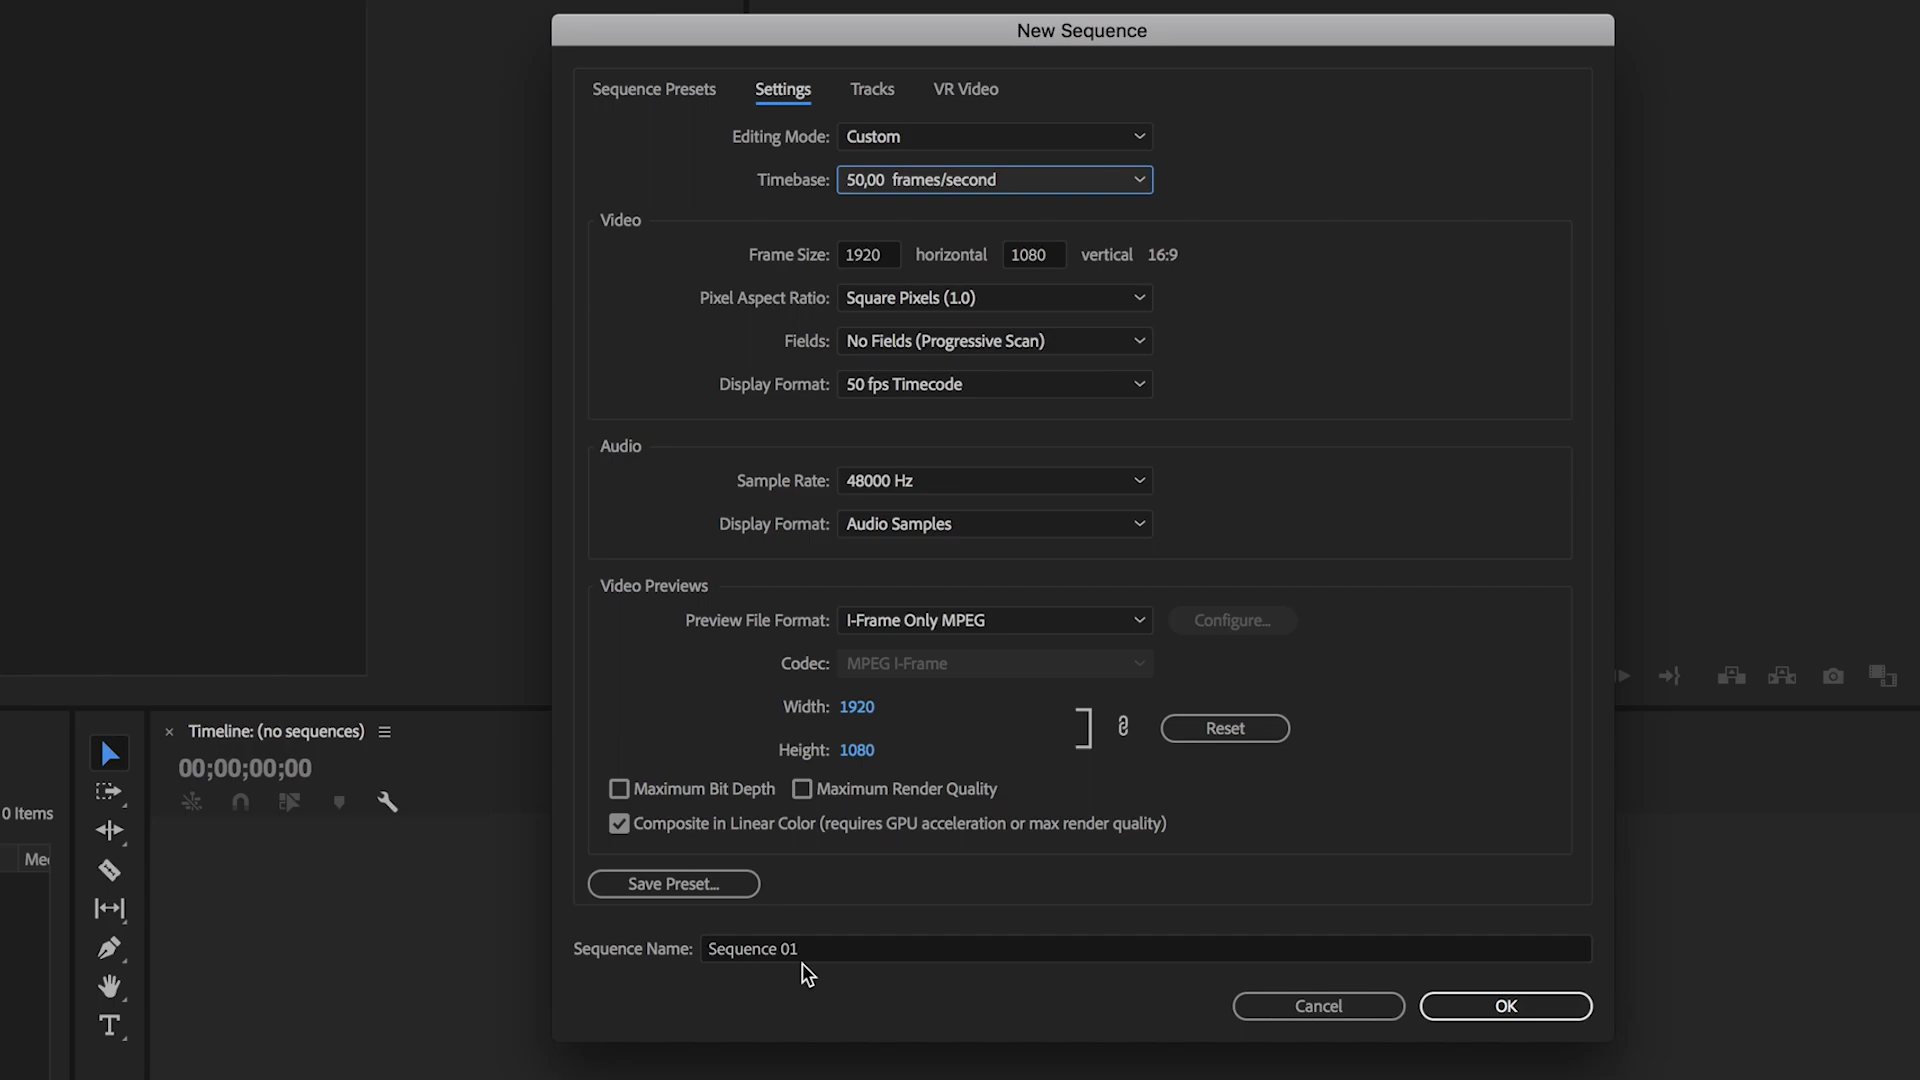 New Sequence
Sequence Presets Settings Tracks VR Video
Editing Mode: Custom
Timebase: 50,00 frames/second
Video
Frame Size: 1920 horizontal 1080 vertical 16:9
Pixel Aspect Ratio: Square Pixels (1.0)
Fields: No Fields (Progressive Scan)
Display Format: 50 fps Timecode
Audio
Sample Rate: 48000 Hz
Display Format: Audio Samples
Video Previews
Preview File Format: I-Frame Only MPEG Configure...
Codec: MPEG I-Frame
Width: 1920
Height: 1080
Reset
Maximum Bit Depth Maximum Render Quality
Composite in Linear Color (requires GPU acceleration or max render quality)
Save Preset...
Sequence Name: Sequence 01
Cancel OK
× Timeline: (no sequences)
00;00;00;00
0 Items
Me